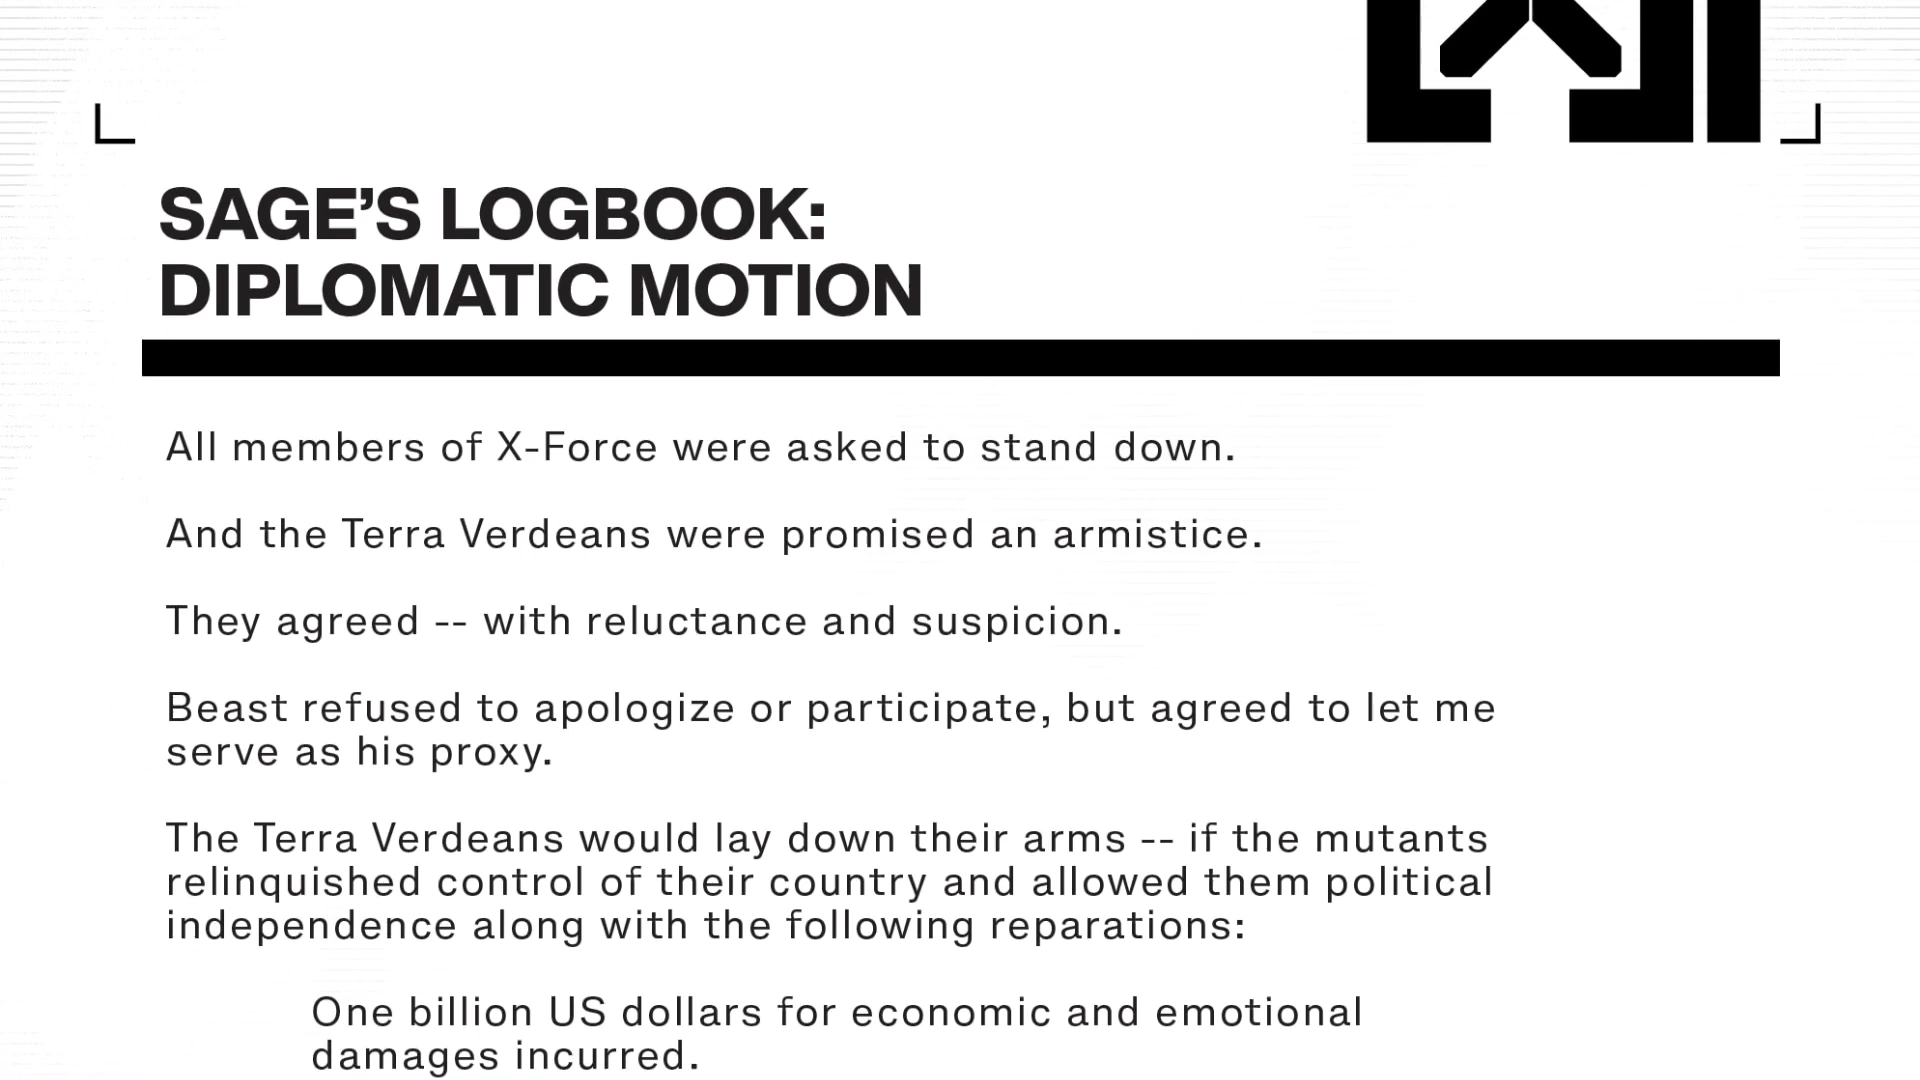 SAGE’S LOGBOOK:
DIPLOMATIC MOTION
All members of X-Force were asked to stand down.
And the Terra Verdeans were promised an armistice.
They agreed -- with reluctance and suspicion.
Beast refused to apologize or participate, but agreed to let me
serve as his proxy.
The Terra Verdeans would lay down their arms -- if the mutants
relinquished control of their country and allowed them political
independence along with the following reparations:
One billion US dollars for economic and emotional
damages incurred.